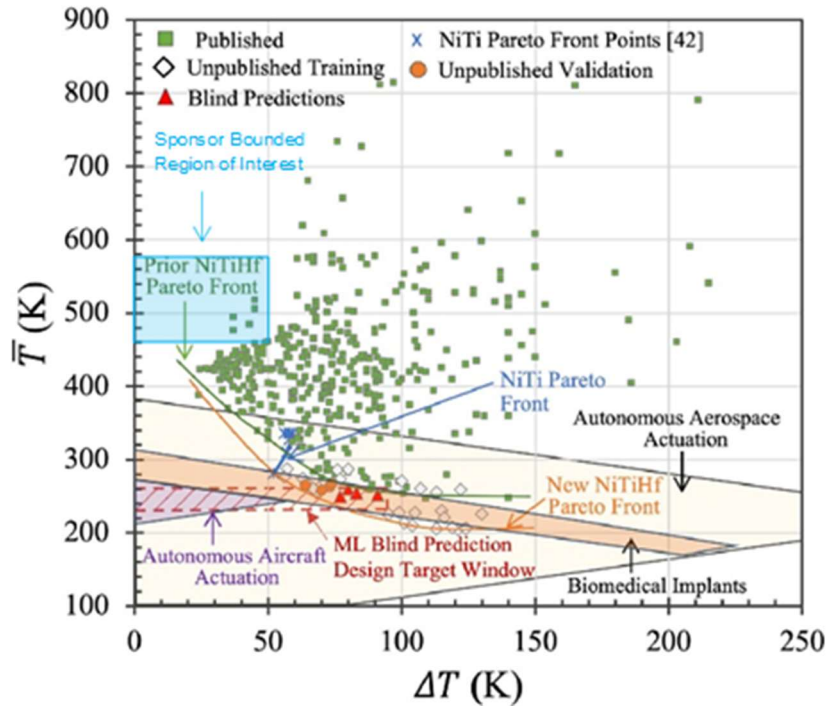 900
800
700
600
500
400
300
200
100
T̅ (K)
Published
Unpublished Training
Blind Predictions
NiTi Pareto Front Points [42]
Unpublished Validation
Sponsor Bounded
Region of Interest
Prior NiTiHf
Pareto Front
NiTi Pareto
Front
Autonomous Aerospace
Actuation
New NiTiHf
Pareto Front
Autonomous Aircraft
Actuation
ML Blind Prediction
Design Target Window
Biomedical Implants
0
50
100
150
200
250
ΔT (K)